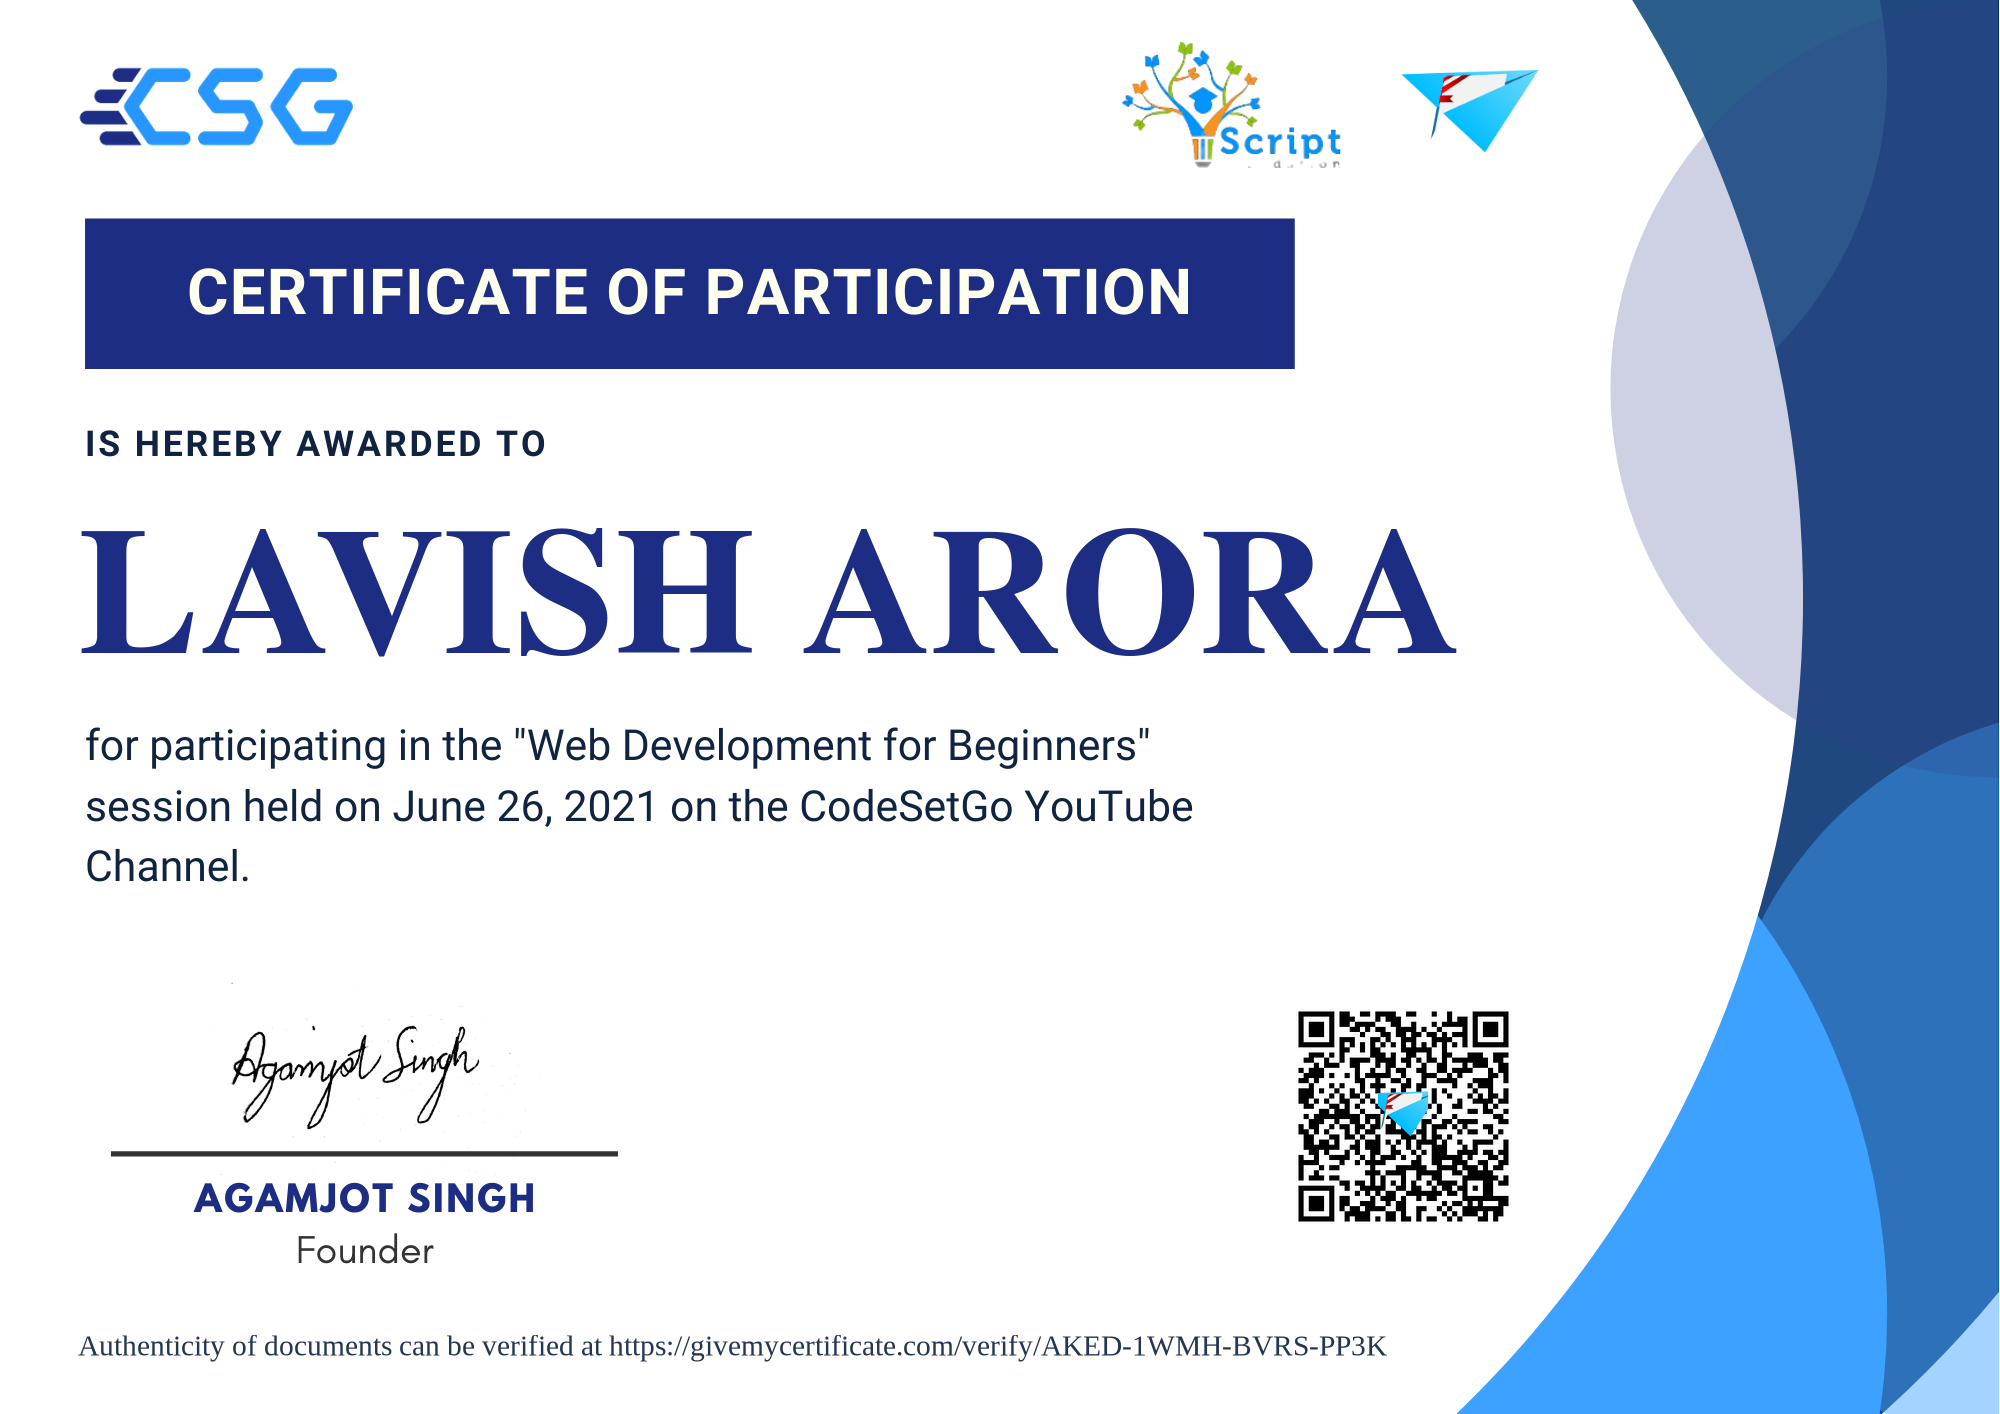 CSG
Script
CERTIFICATE OF PARTICIPATION
IS HEREBY AWARDED TO
LAVISH ARORA
for participating in the "Web Development for Beginners"
session held on June 26, 2021 on the CodeSetGo YouTube
Channel.
Agamjot Singh
AGAMJOT SINGH
Founder
Authenticity of documents can be verified at https://givemycertificate.com/verify/AKED-1WMH-BVRS-PP3K